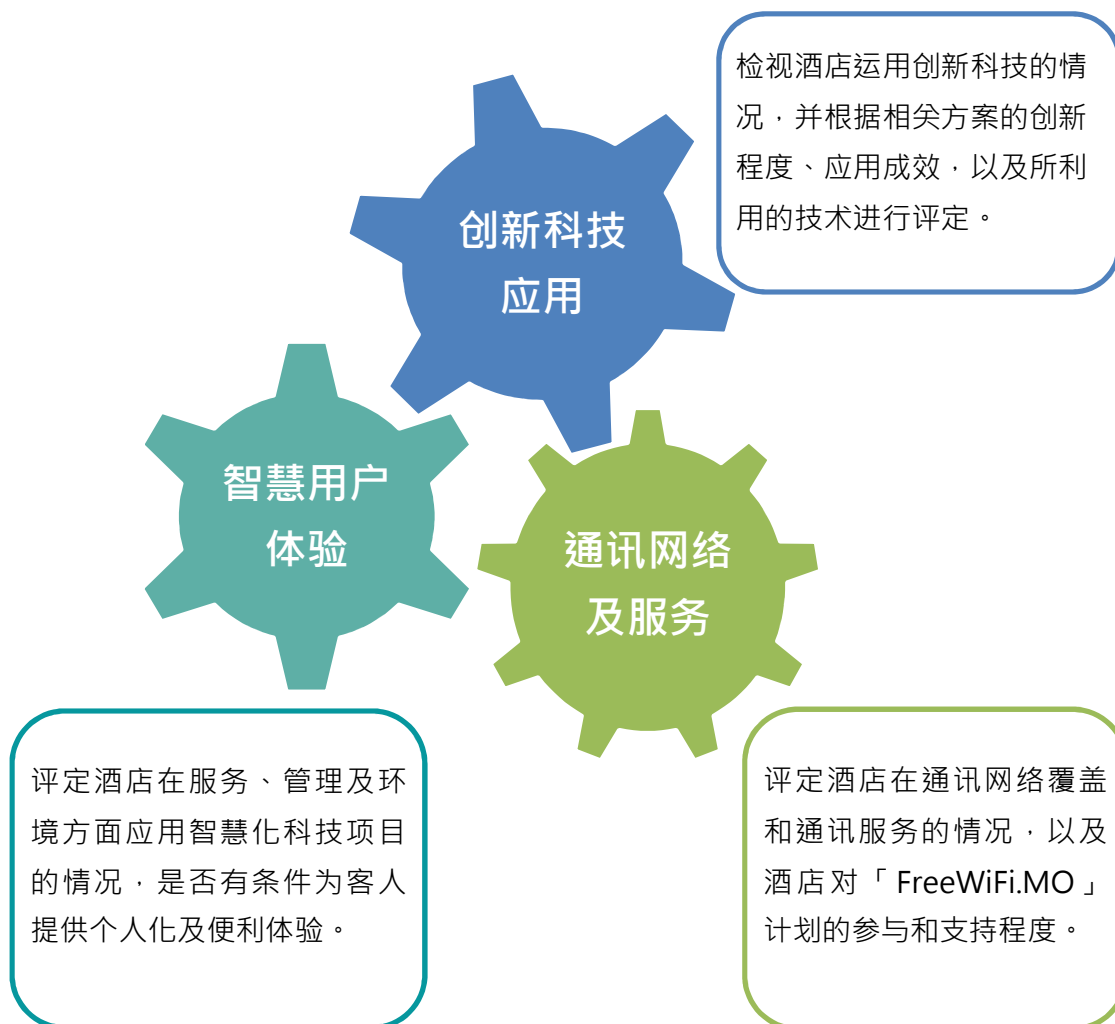 检视酒店运用创新科技的情
况，并根据相关方案的创新
程度、应用成效，以及所利
用的技术进行评定。
创新科技
应用
智慧用户
体验
通讯网络
及服务
评定酒店在服务、管理及环
境方面应用智慧化科技项目
的情况，是否有条件为客人
提供个人化及便利体验。
评定酒店在通讯网络覆盖
和通讯服务的情况，以及
酒店对「FreeWiFi.MO」
计划的参与和支持程度。